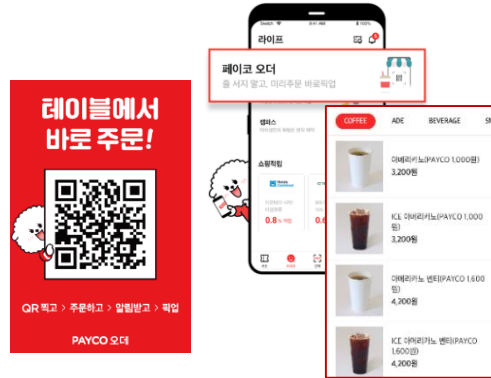 테이블에서
바로 주문!
QR 찍고 > 주문하고 > 알림받고 > 픽업
PAYCO 오더
라이프
페이코 오더
줄 서지 말고, 미리주문 바로픽업
캠퍼스
쇼핑적립
0.8% 적립
COFFEE ADE BEVERAGE
아메리카노(PAYCO 1,000원)
3,200원
ICE 아메리카노(PAYCO 1,000
원)
3,200원
아메리카노 벤티(PAYCO 1,600
원)
4,200원
ICE 아메리카노 벤티(PAYCO
1,600원)
4,200원